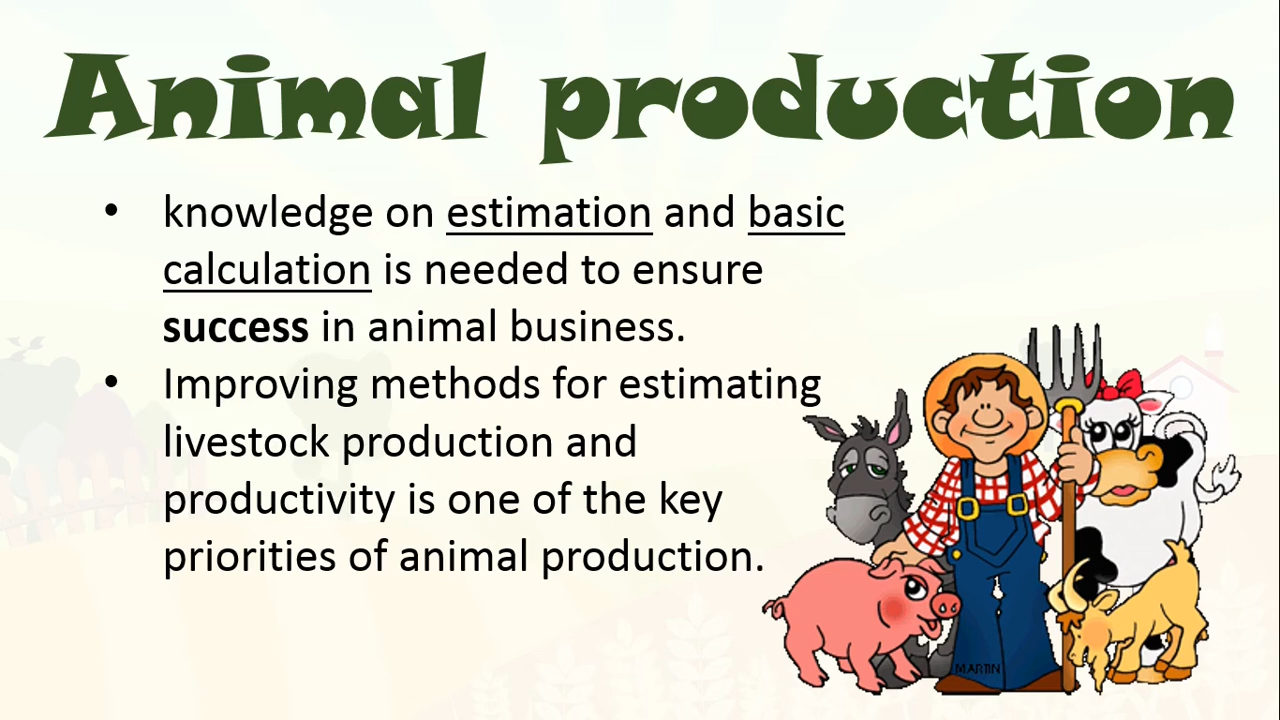 Animal production
• knowledge on estimation and basic
calculation is needed to ensure
success in animal business.
• Improving methods for estimating
livestock production and
productivity is one of the key
priorities of animal production.
MARTIN